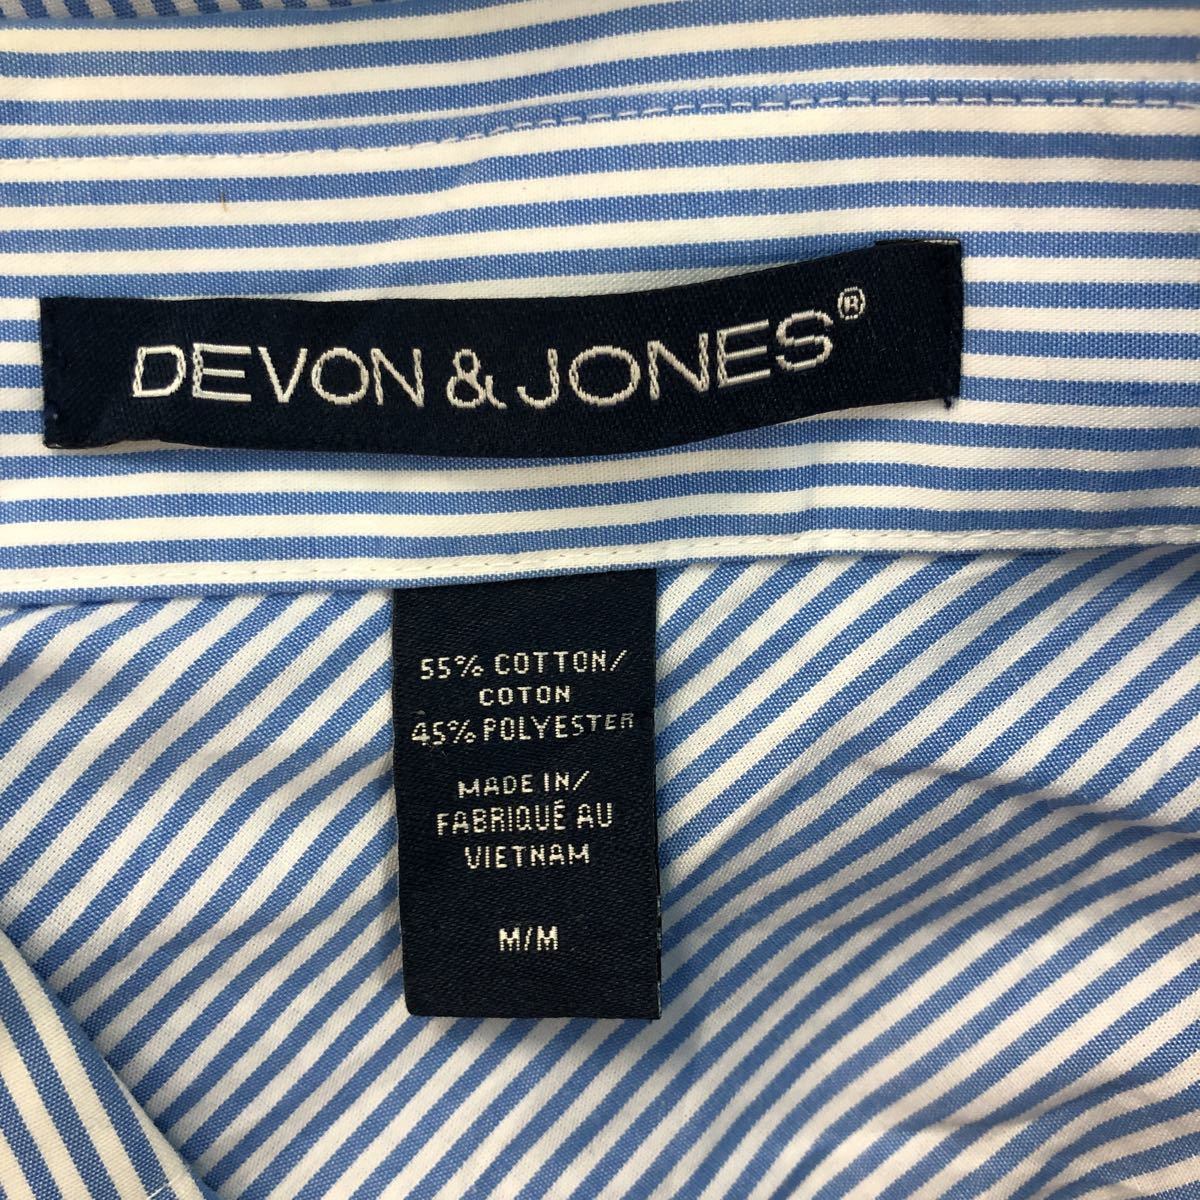 DEVON & JONES®
55% COTTON/
COTON
45% POLYESTER
MADE IN/
FABRIQUÉ AU
VIETNAM
M/M